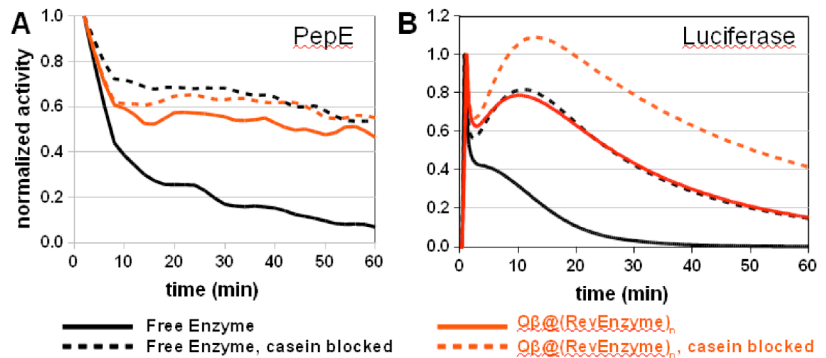 A
PepE
normalized activity
1.0
0.8
0.6
0.4
0.2
0.0
0 10 20 30 40 50 60
time (min)
B
Luciferase
1.2
1.0
0.8
0.6
0.4
0.2
0.0
0 10 20 30 40 50 60
time (min)
Free Enzyme
Free Enzyme, casein blocked
Oβ@(RevEnzyme)n
Oβ@(RevEnzyme)n, casein blocked